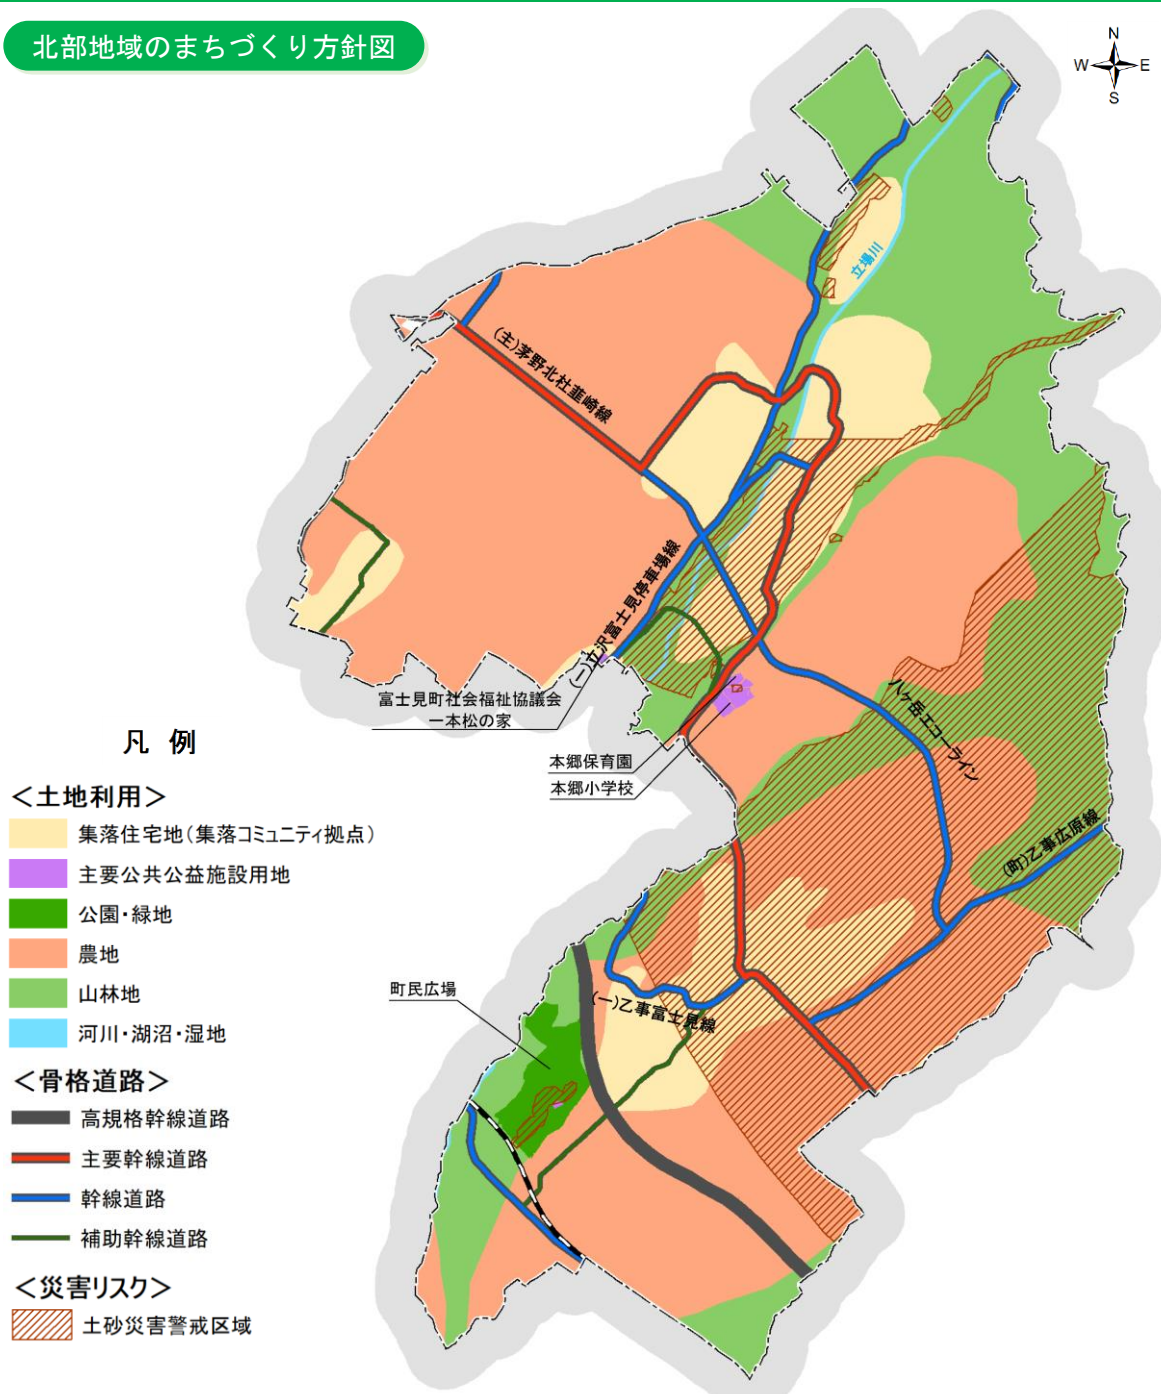 北部地域のまちづくり方針図
N
W
E
S
立場川
(主)茅野北杜韮崎線
(一)立沢富士見停車場線
富士見町社会福祉協議会
一本松の家
八ヶ岳エコーライン
本郷保育園
本郷小学校
(町)乙事広原線
町民広場
(一)乙事富士見線
凡 例
＜土地利用＞
集落住宅地(集落コミュニティ拠点)
主要公共公益施設用地
公園・緑地
農地
山林地
河川・湖沼・湿地
＜骨格道路＞
高規格幹線道路
主要幹線道路
幹線道路
補助幹線道路
＜災害リスク＞
土砂災害警戒区域